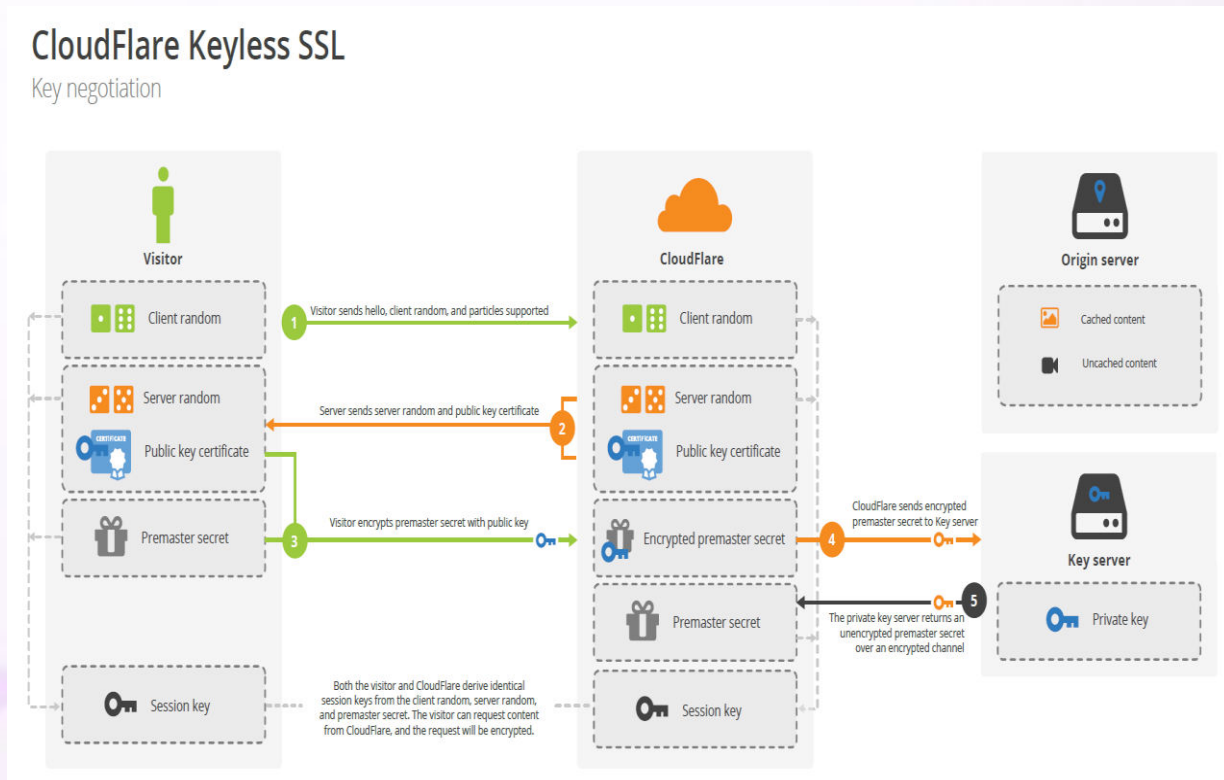 CloudFlare Keyless SSL
Key negotiation
Visitor
CloudFlare
Origin server
Client random
1
Visitor sends hello, client random, and particles supported
Client random
Cached content
Uncached content
Server random
Server sends server random and public key certificate
2
Server random
CERTIFICATE
Public key certificate
CERTIFICATE
Public key certificate
Premaster secret
3
Visitor encrypts premaster secret with public key
Encrypted premaster secret
4
CloudFlare sends encrypted
premaster secret to Key server
Key server
Premaster secret
5
The private key server returns an
unencrypted premaster secret
over an encrypted channel
Private key
Session key
Both the visitor and CloudFlare derive identical
session keys from the client random, server random,
and premaster secret. The visitor can request content
from CloudFlare, and the request will be encrypted.
Session key